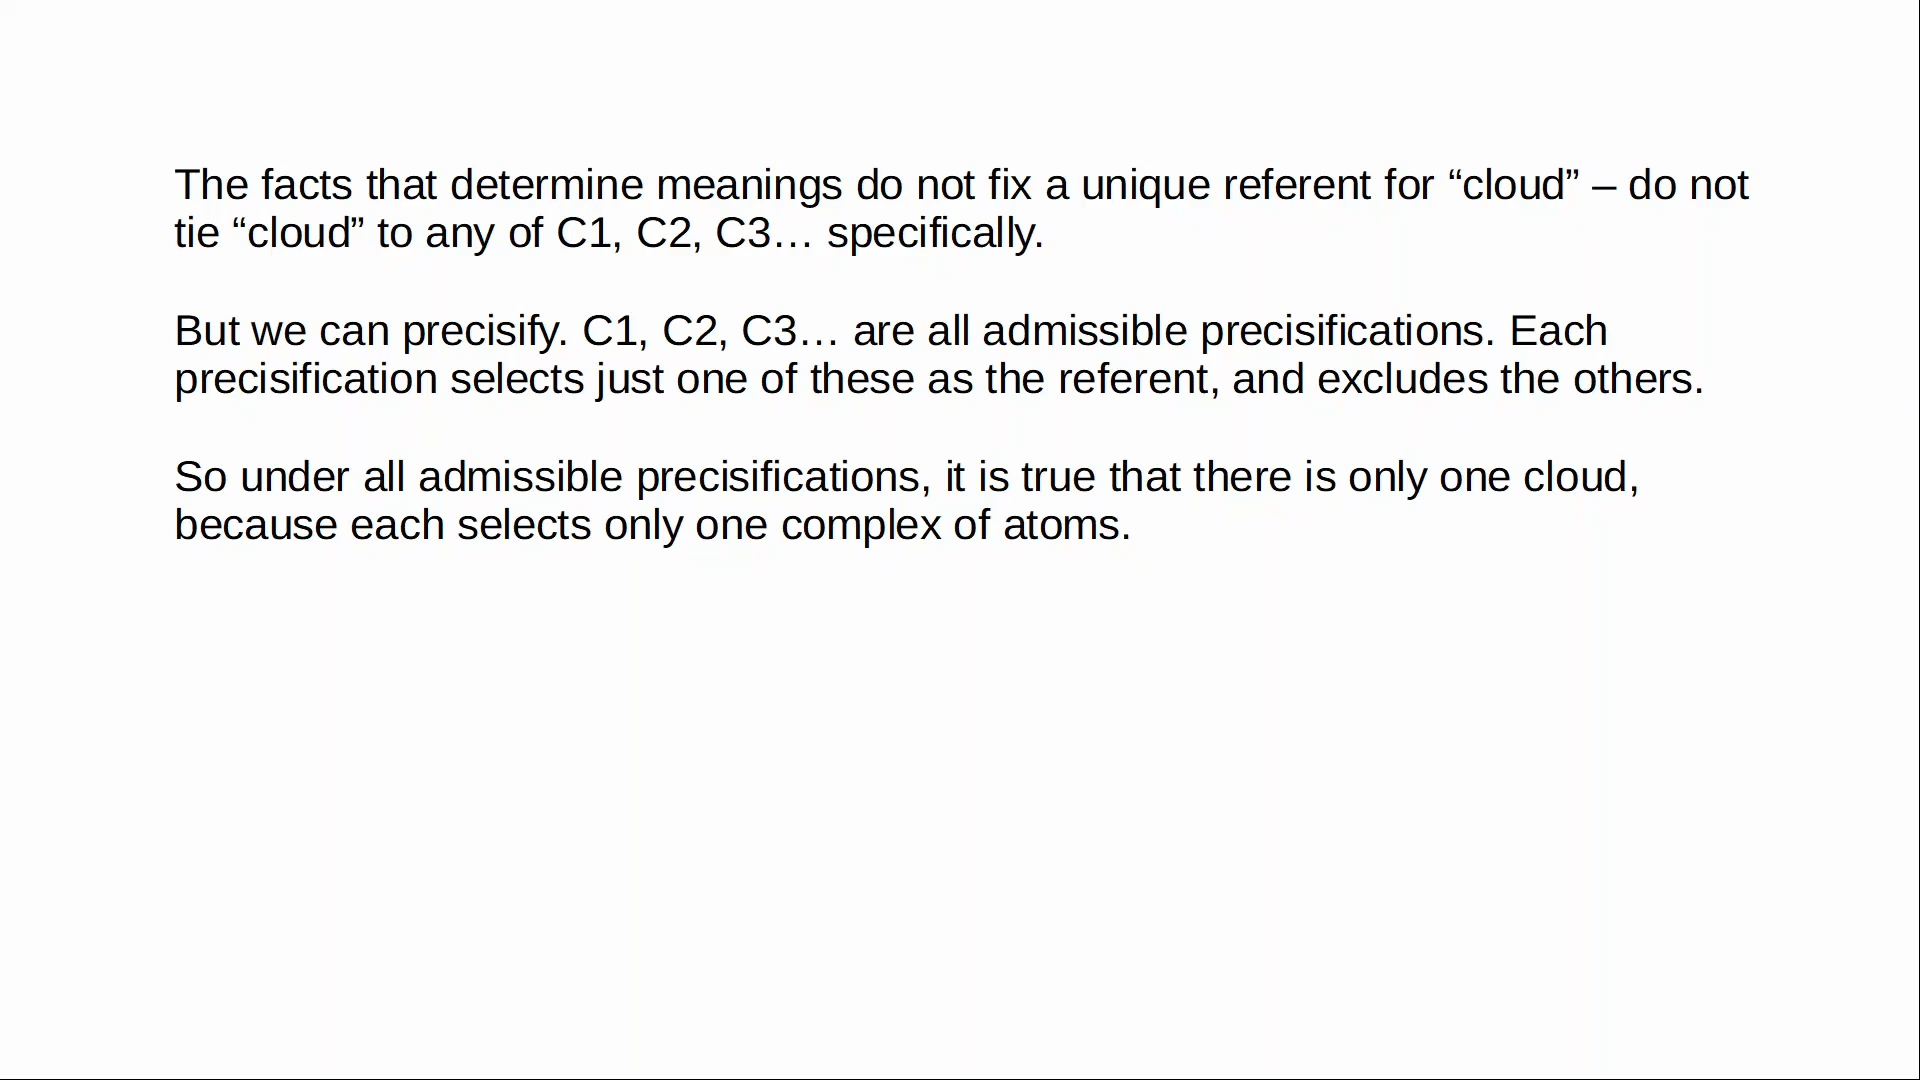 The facts that determine meanings do not fix a unique referent for “cloud” – do not
tie “cloud” to any of C1, C2, C3… specifically.
But we can precisify. C1, C2, C3… are all admissible precisifications. Each
precisification selects just one of these as the referent, and excludes the others.
So under all admissible precisifications, it is true that there is only one cloud,
because each selects only one complex of atoms.